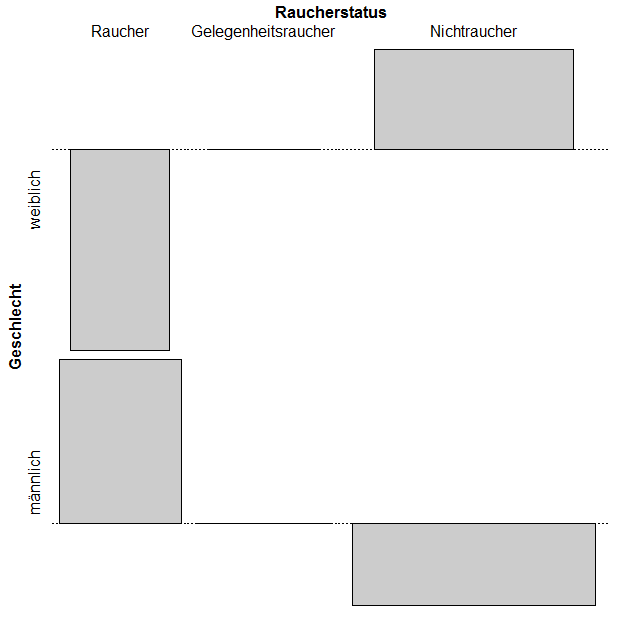 Raucherstatus
Raucher
Gelegenheitsraucher
Nichtraucher
Geschlecht
weiblich
männlich